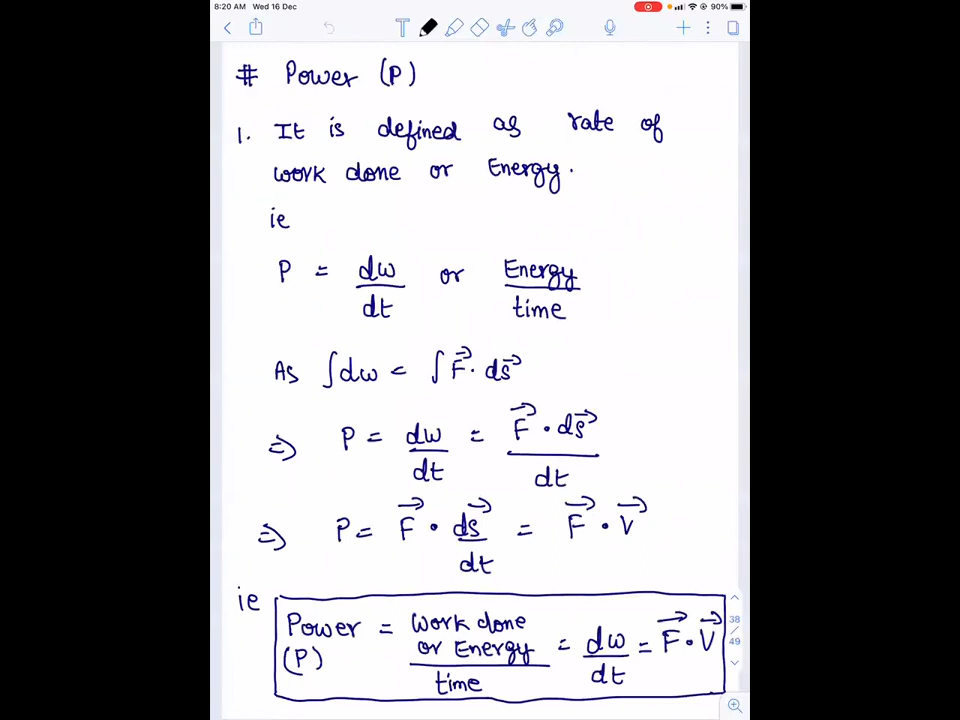 8:20 AM Wed 16 Dec
90%
# Power (P)
1. It is defined as rate of
work done or Energy.
ie
P = dw/dt or Energy/time
As ∫dw = ∫F⃗ · ds⃗
⇒ P = dw/dt = F⃗ · ds⃗/dt
⇒ P = F⃗ · ds⃗/dt = F⃗ · V⃗
ie
Power (P) = work done or Energy/time = dw/dt = F⃗ · V⃗
38
/
49